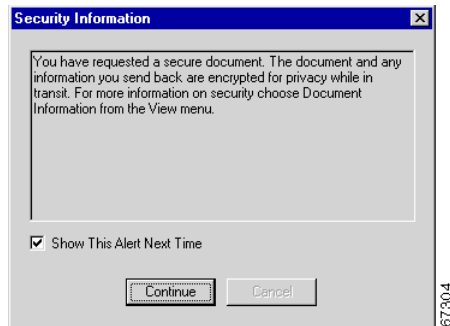 Security Information
You have requested a secure document. The document and any
information you send back are encrypted for privacy while in
transit. For more information on security choose Document
Information from the View menu.
Show This Alert Next Time
Continue
Cancel
67304